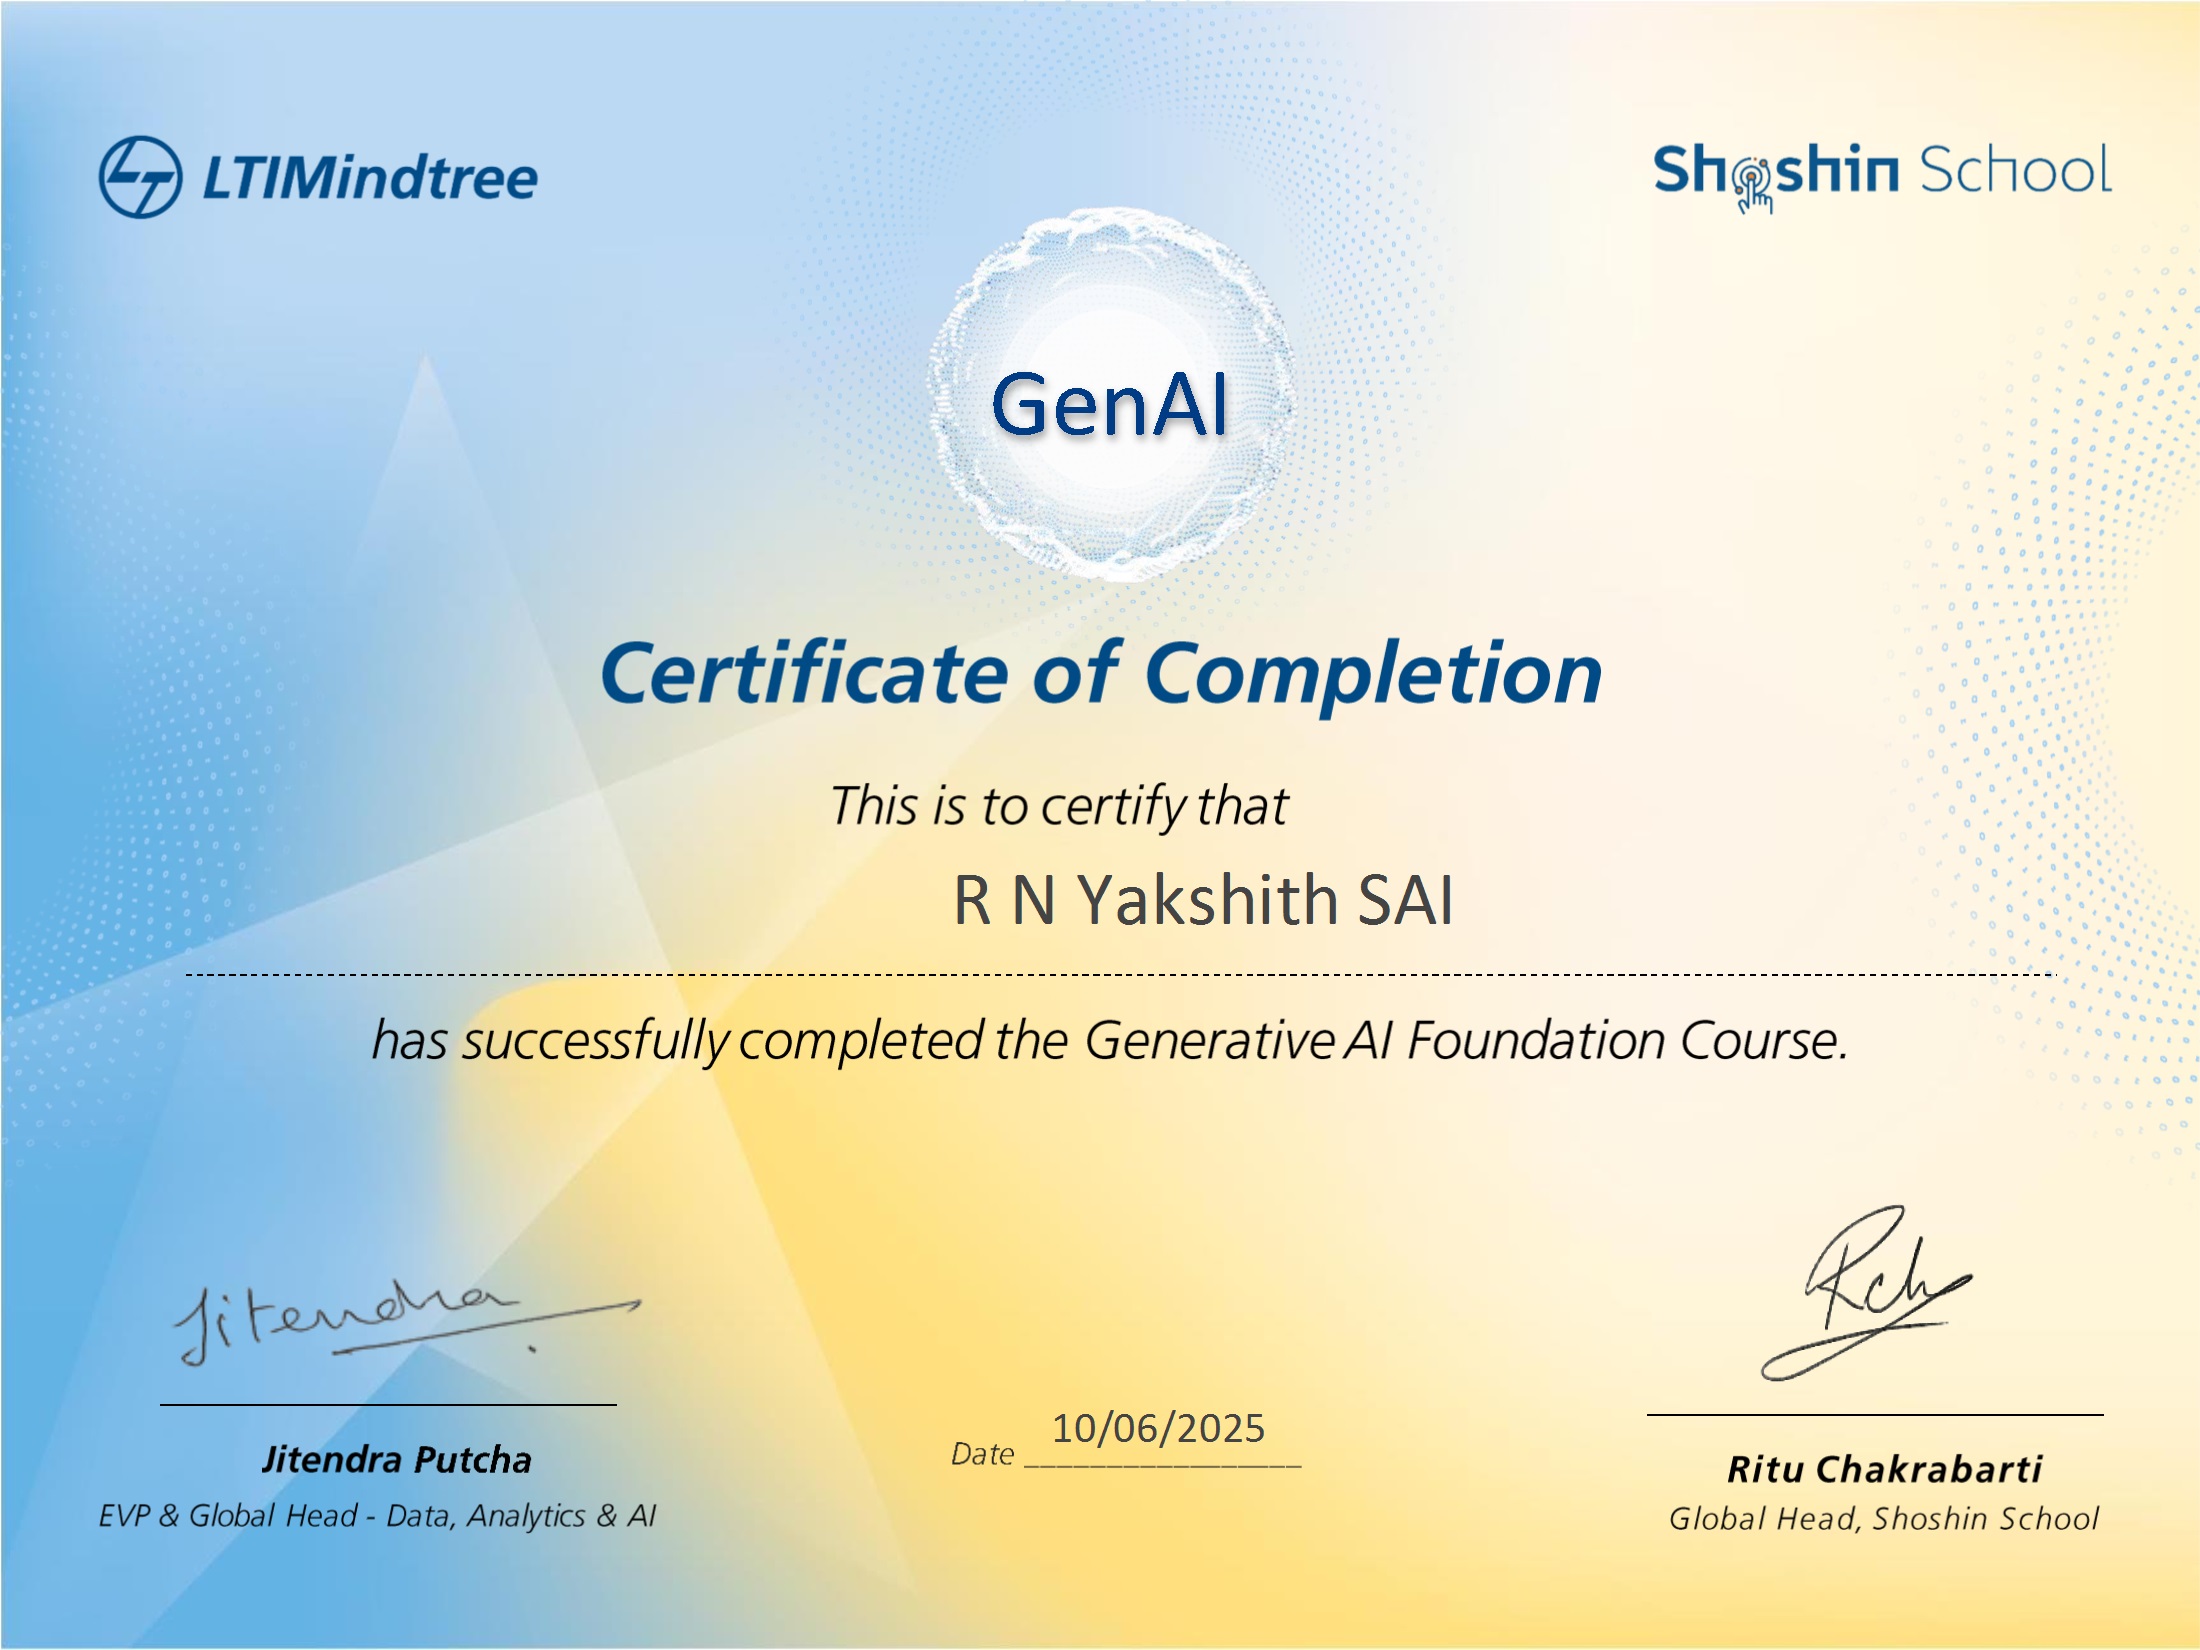 LTIMindtree
Shoshin School
GenAI
Certificate of Completion
This is to certify that
R N Yakshith SAI
has successfully completed the Generative AI Foundation Course.
Jitendra
Rch
Jitendra Putcha
EVP & Global Head - Data, Analytics & AI
Date 10/06/2025
Ritu Chakrabarti
Global Head, Shoshin School